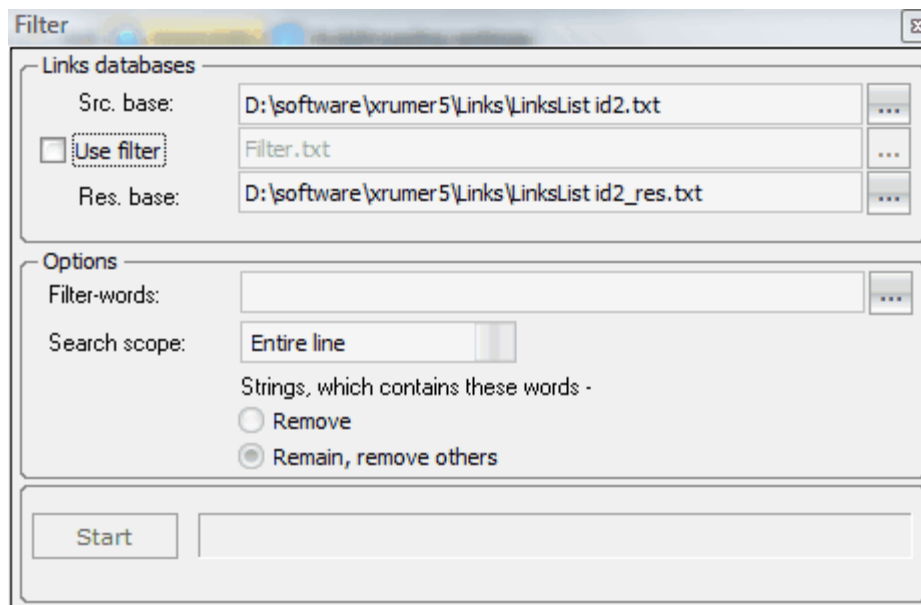 Filter
Links databases
Src. base: D:\software\xrumer5\Links\LinksList id2.txt ...
Use filter Filter.txt ...
Res. base: D:\software\xrumer5\Links\LinksList id2_res.txt ...
Options
Filter-words: ...
Search scope: Entire line
Strings, which contains these words -
Remove
Remain, remove others
Start